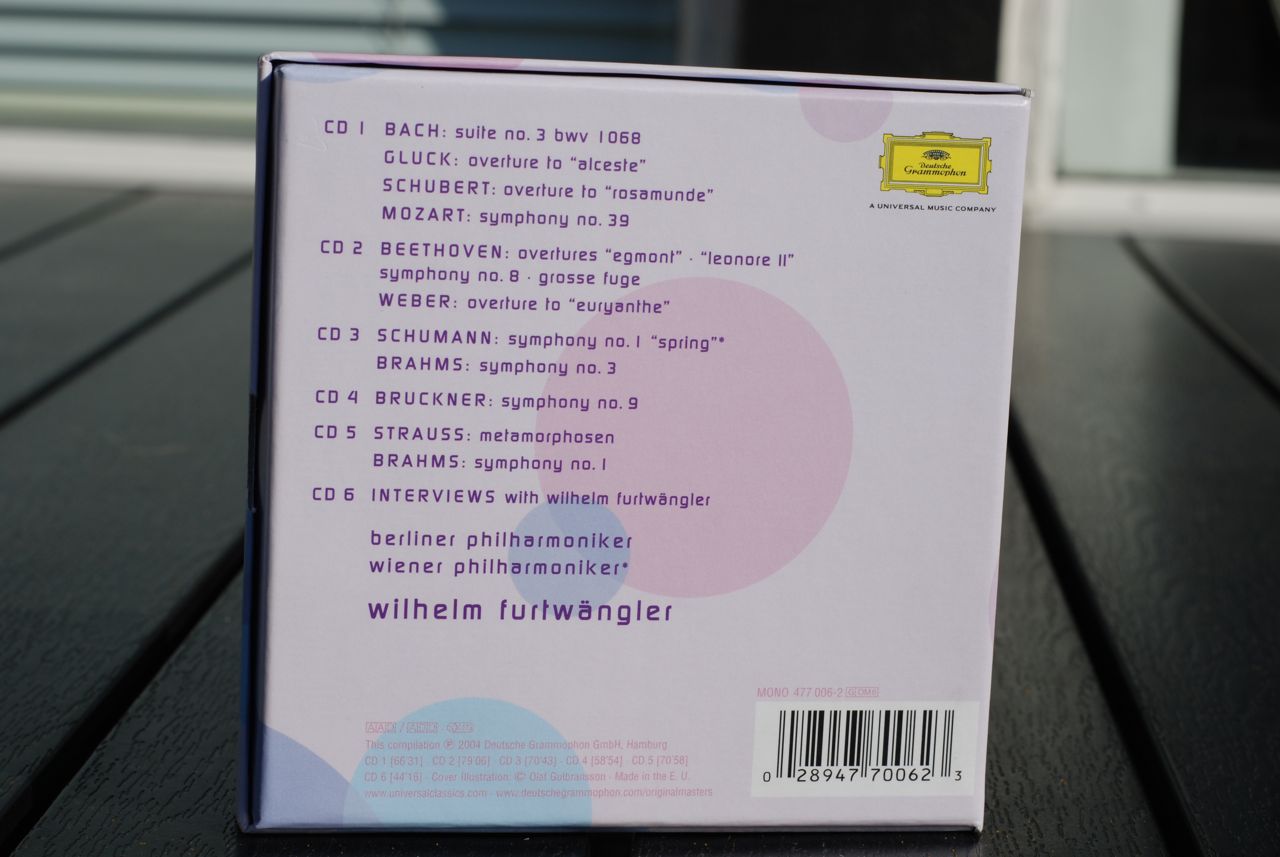 CD 1 BACH: suite no. 3 bwv 1068
GLUCK: overture to “alceste”
SCHUBERT: overture to “rosamunde”
MOZART: symphony no. 39
CD 2 BEETHOVEN: overtures “egmont” · “leonore II”
symphony no. 8 · grosse fuge
WEBER: overture to “euryanthe”
CD 3 SCHUMANN: symphony no. 1 “spring”*
BRAHMS: symphony no. 3
CD 4 BRUCKNER: symphony no. 9
CD 5 STRAUSS: metamorphosen
BRAHMS: symphony no. 1
CD 6 INTERVIEWS with wilhelm furtwängler
berliner philharmoniker
wiener philharmoniker*
wilhelm furtwängler
Deutsche
Grammophon
A UNIVERSAL MUSIC COMPANY
MONO 477 006-2 GOM6
0 28947 70062 3
AAD / ADD
This compilation ℗ 2004 Deutsche Grammophon GmbH, Hamburg
CD 1 [66'31] · CD 2 [79'06] · CD 3 [70'43] · CD 4 [58'54] · CD 5 [70'58]
CD 6 [44'16] · Cover Illustration: © Olaf Gulbransson · Made in the E. U.
www.universalclassics.com · www.deutschegrammophon.com/originalmasters